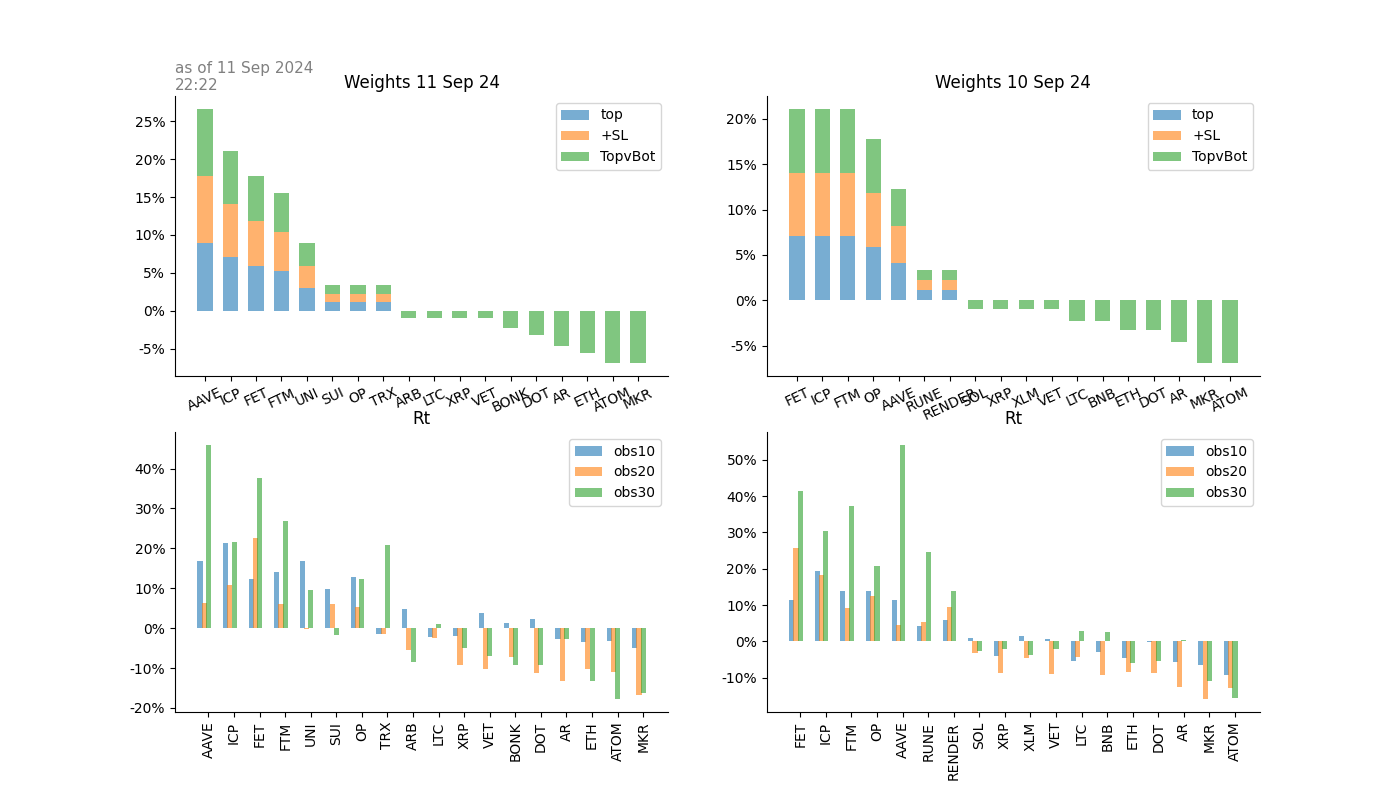 as of 11 Sep 2024
22:22
Weights 11 Sep 24
25%
20%
15%
10%
5%
0%
-5%
top
+SL
TopvBot
AAVE ICP FET FTM UNI SUI OP TRX ARB LTC XRP VET BONK DOT AR ETH ATOM MKR
Weights 10 Sep 24
20%
15%
10%
5%
0%
-5%
top
+SL
TopvBot
FET ICP FTM OP AAVE RUNE RENDER SOL XRP XLM VET LTC BNB ETH DOT AR MKR ATOM
Rt
40%
30%
20%
10%
0%
-10%
-20%
obs10
obs20
obs30
AAVE ICP FET FTM UNI SUI OP TRX ARB LTC XRP VET BONK DOT AR ETH ATOM MKR
Rt
50%
40%
30%
20%
10%
0%
-10%
obs10
obs20
obs30
FET ICP FTM OP AAVE RUNE RENDER SOL XRP XLM VET LTC BNB ETH DOT AR MKR ATOM